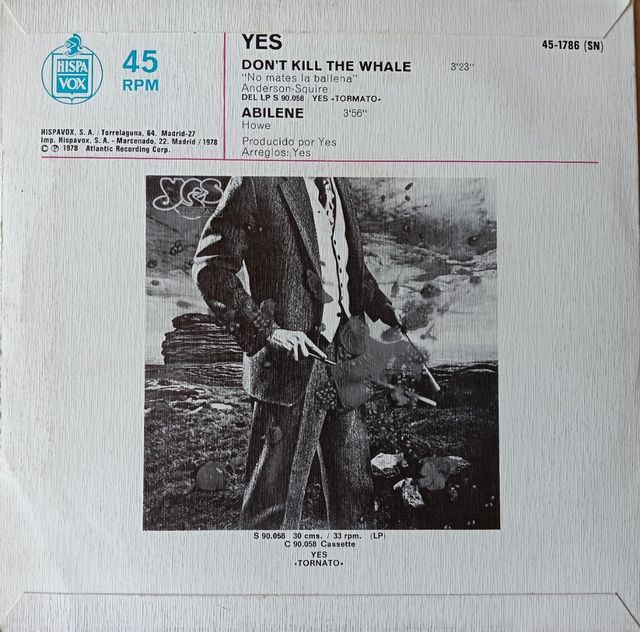 HISPA
VOX
45
RPM
HISPAVOX, S. A. / Torrelaguna, 64. Madrid-27
Imp. Hispavox, S. A. - Marcenado, 22. Madrid / 1978
© Ⓟ 1978 Atlantic Recording Corp.
YES
45-1786 (SN)
DON'T KILL THE WHALE 3'23''
"No mates la ballena"
Anderson-Squire
DEL LP S 90.058 YES «TORMATO»
ABILENE 3'56''
Howe
Producido por Yes
Arreglos: Yes
yes
S 90.058 30 cms. / 33 rpm. (LP)
C 90.058 Cassette
YES
«TORNATO»